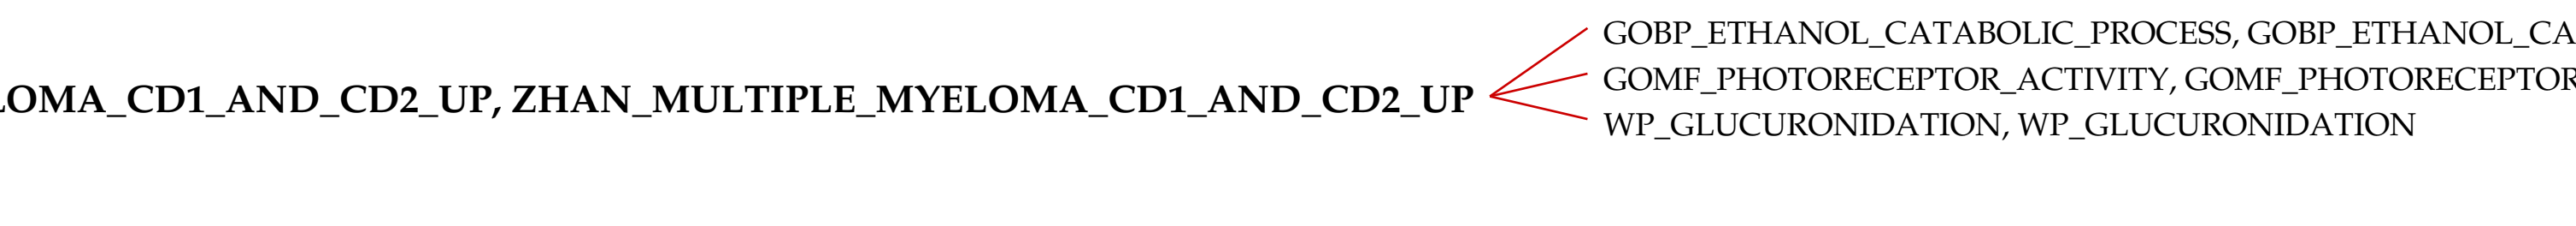 GOBP_ETHANOL_CATABOLIC_PROCESS, GOBP_ETHANOL_CA
GOMF_PHOTORECEPTOR_ACTIVITY, GOMF_PHOTORECEPTOR
LOMA_CD1_AND_CD2_UP, ZHAN_MULTIPLE_MYELOMA_CD1_AND_CD2_UP
WP_GLUCURONIDATION, WP_GLUCURONIDATION